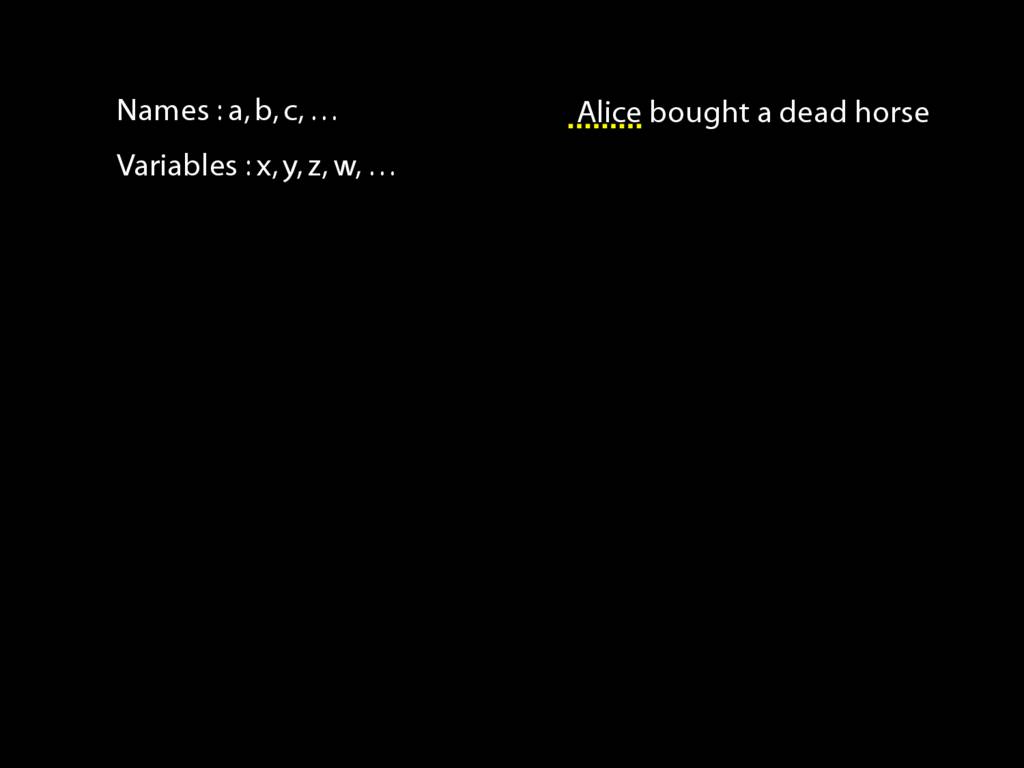 Names : a, b, c, …
Alice bought a dead horse
Variables : x, y, z, w, …